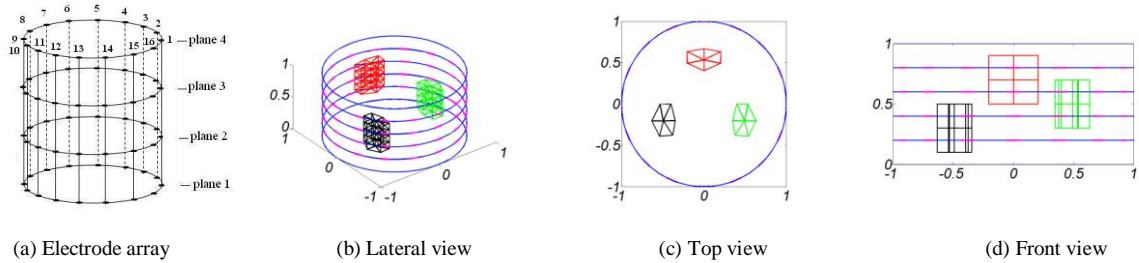 8 7 6 5 4 3 2
9 1 plane 4
10 11 12 13 14 15 16
plane 3
plane 2
plane 1
1
0.5
0
1
0
-1 -1
0
1
1
0.5
0
-0.5
-1
-1 -0.5 0 0.5 1
1
0.5
0
-1 -0.5 0 0.5 1
(a) Electrode array
(b) Lateral view
(c) Top view
(d) Front view